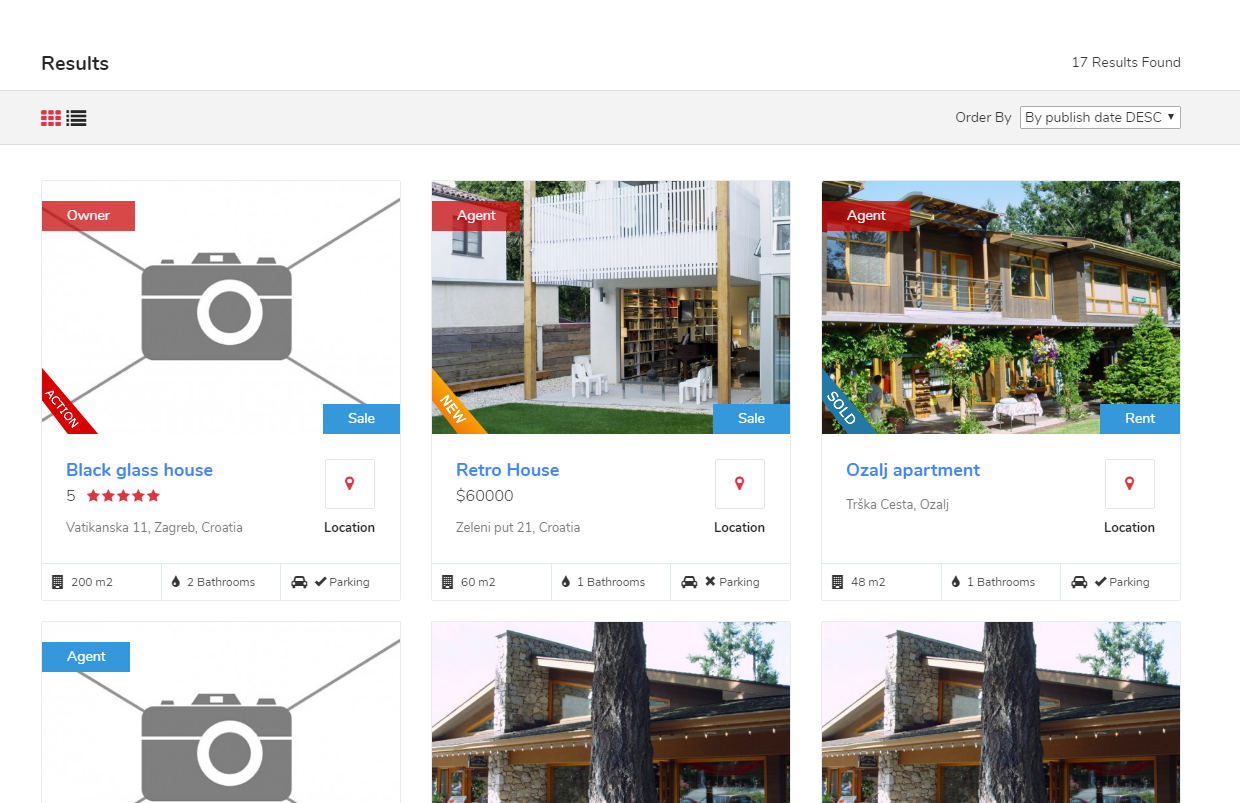 Results
17 Results Found
Order By By publish date DESC
Owner
ACTION
Sale
Black glass house
5
Vatikanska 11, Zagreb, Croatia
Location
200 m2
2 Bathrooms
Parking
Agent
NEW
Sale
Retro House
$60000
Zeleni put 21, Croatia
Location
60 m2
1 Bathrooms
Parking
Agent
SOLD
Rent
Ozalj apartment
Trška Cesta, Ozalj
Location
48 m2
1 Bathrooms
Parking
Agent